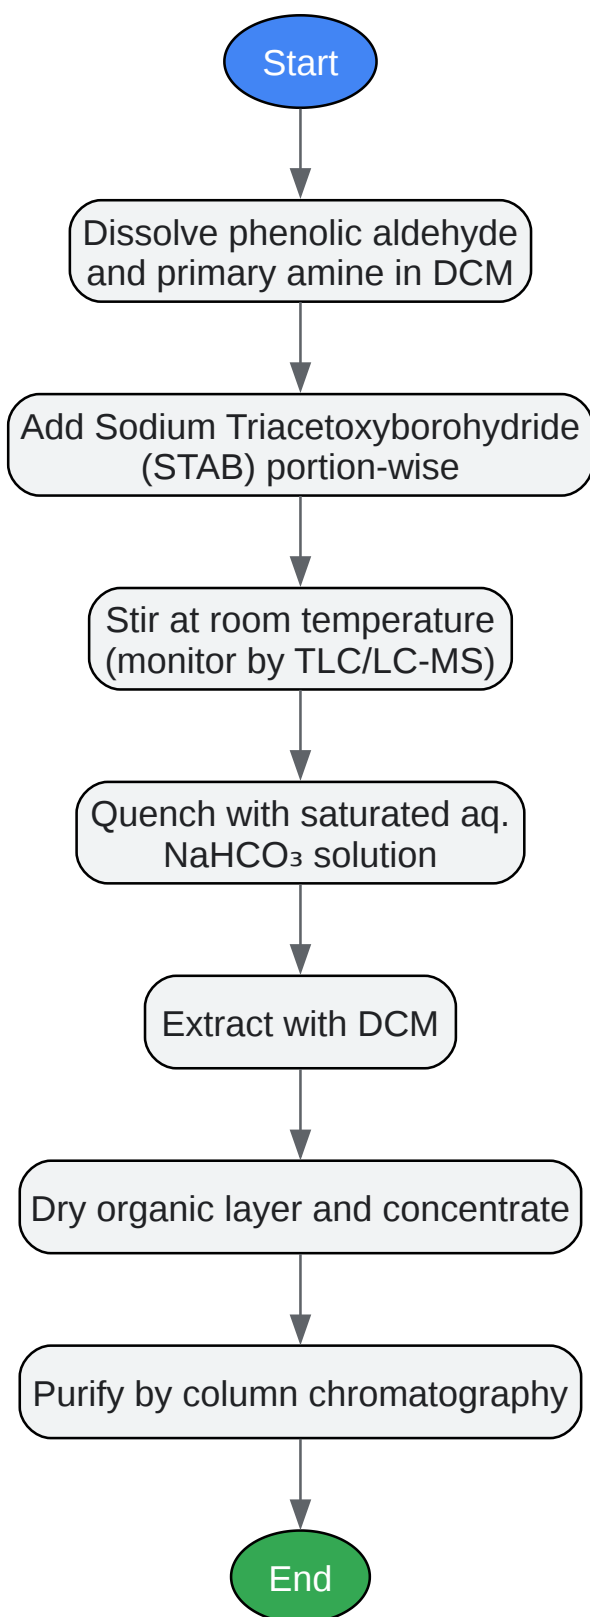 Start
Dissolve phenolic aldehyde
and primary amine in DCM
Add Sodium Triacetoxyborohydride
(STAB) portion-wise
Stir at room temperature
(monitor by TLC/LC-MS)
Quench with saturated aq.
NaHCO₃ solution
Extract with DCM
Dry organic layer and concentrate
Purify by column chromatography
End